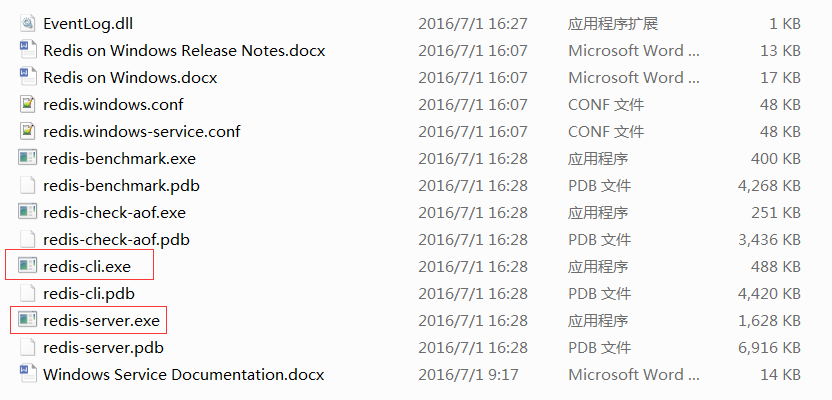 EventLog.dll 2016/7/1 16:27 应用程序扩展 1 KB
Redis on Windows Release Notes.docx 2016/7/1 16:07 Microsoft Word ... 13 KB
Redis on Windows.docx 2016/7/1 16:07 Microsoft Word ... 17 KB
redis.windows.conf 2016/7/1 16:07 CONF 文件 48 KB
redis.windows-service.conf 2016/7/1 16:07 CONF 文件 48 KB
redis-benchmark.exe 2016/7/1 16:28 应用程序 400 KB
redis-benchmark.pdb 2016/7/1 16:28 PDB 文件 4,268 KB
redis-check-aof.exe 2016/7/1 16:28 应用程序 251 KB
redis-check-aof.pdb 2016/7/1 16:28 PDB 文件 3,436 KB
redis-cli.exe 2016/7/1 16:28 应用程序 488 KB
redis-cli.pdb 2016/7/1 16:28 PDB 文件 4,420 KB
redis-server.exe 2016/7/1 16:28 应用程序 1,628 KB
redis-server.pdb 2016/7/1 16:28 PDB 文件 6,916 KB
Windows Service Documentation.docx 2016/7/1 9:17 Microsoft Word ... 14 KB